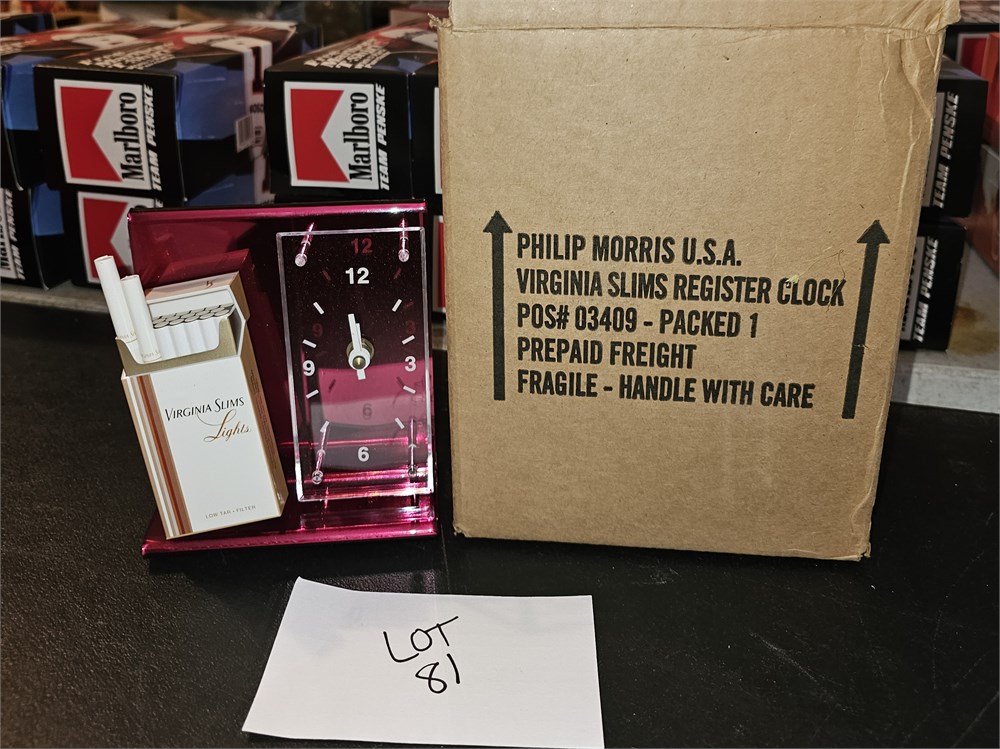 Marlboro
TEAM PENSKE
Marlboro
TEAM PENSKE
TEAM PENSKE
TEAM PENSKE
12
12
9
3
6
6
VIRGINIA SLIMS
Lights
LOW TAR • FILTER
PHILIP MORRIS U.S.A.
VIRGINIA SLIMS REGISTER CLOCK
POS# 03409 - PACKED 1
PREPAID FREIGHT
FRAGILE - HANDLE WITH CARE
LOT
81